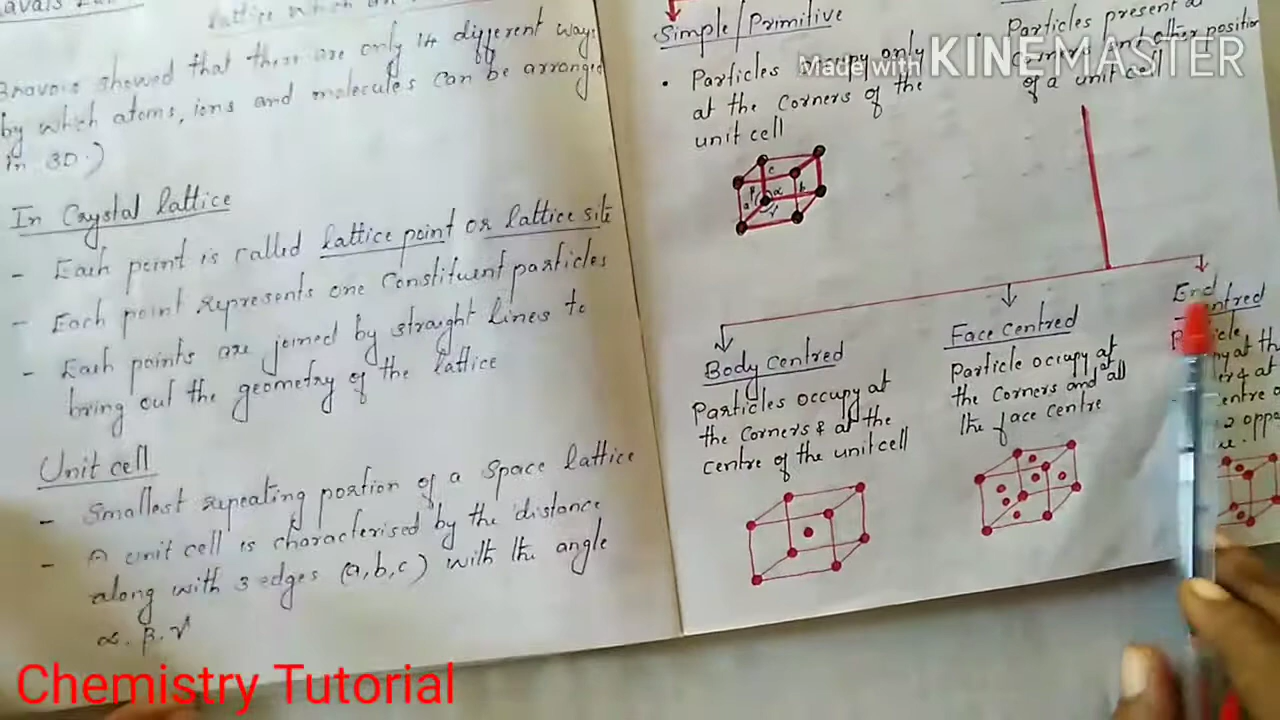 lattice which
Bravais showed that there are only 14 different ways
by which atoms, ions and molecules can be arranged
in 3D.)
In Crystal lattice
- Each point is called lattice point or lattice site
- Each point represents one Constituent particles
- Each points are joined by straight lines to
bring out the geometry of the lattice
Unit cell
- Smallest repeating portion of a space lattice
- A unit cell is characterised by the distance
along with 3 edges (a,b,c) with the angle
α. β. γ
Simple/Primitive
• Particles occupy only
at the Corners of the
unit cell
• Particles present at
Corners and other position
of a unit cell
Made with KINEMASTER
Body Centred
Particles occupy at
the Corners & at the
centre of the unit cell
Face Centred
Particle occupy at
the Corners and all
the face centre
End
Chemistry Tutorial